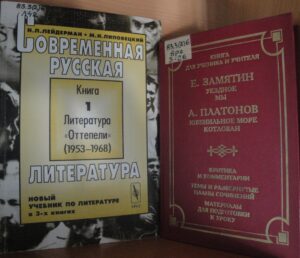 Н.Л.ЛЕЙДЕРМАН • М.Н.ЛИПОВЕЦКИЙ
СОВРЕМЕННАЯ
РУССКАЯ
Книга
1
Литература
"Оттепели"
(1953–1968)
ЛИТЕРАТУРА
НОВЫЙ
УЧЕБНИК ПО ЛИТЕРАТУРЕ
в 3-х книгах
КНИГА
ДЛЯ УЧЕНИКА И УЧИТЕЛЯ
Е. ЗАМЯТИН
УЕЗДНОЕ
МЫ
А. ПЛАТОНОВ
ЮВЕНИЛЬНОЕ МОРЕ
КОТЛОВАН
КРИТИКА
И КОММЕНТАРИИ
ТЕМЫ И РАЗВЕРНУТЫЕ
ПЛАНЫ СОЧИНЕНИЙ
МАТЕРИАЛЫ
ДЛЯ ПОДГОТОВКИ
К УРОКУ